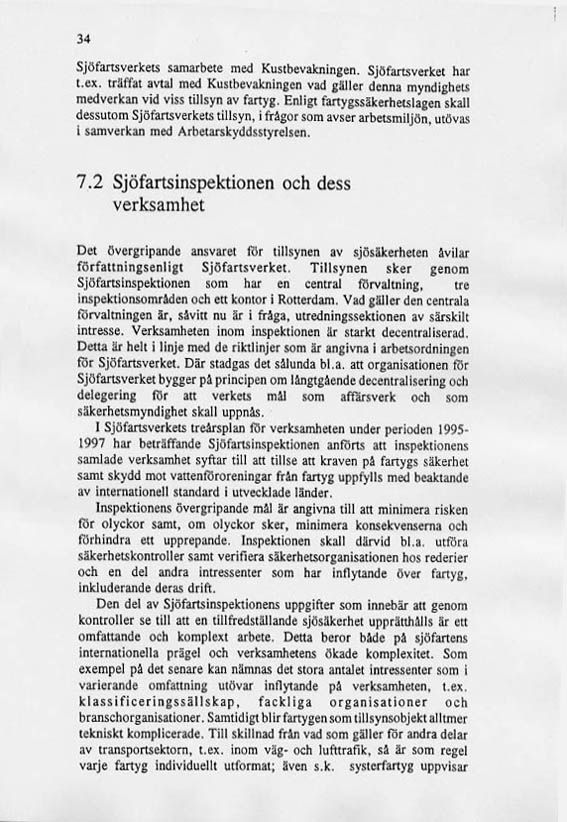 34
Sjöfartsverkets samarbete med Kustbevakningen. Sjöfartsverket har
t.ex. träffat avtal med Kustbevakningen vad gäller denna myndighets
medverkan vid viss tillsyn av fartyg. Enligt fartygssäkerhetslagen skall
dessutom Sjöfartsverkets tillsyn, i frågor som avser arbetsmiljön, utövas
i samverkan med Arbetarskyddsstyrelsen.
7.2 Sjöfartsinspektionen och dess
verksamhet
Det övergripande ansvaret för tillsynen av sjösäkerheten åvilar
författningsenligt Sjöfartsverket. Tillsynen sker genom
Sjöfartsinspektionen som har en central förvaltning, tre
inspektionsområden och ett kontor i Rotterdam. Vad gäller den centrala
förvaltningen är, såvitt nu är i fråga, utredningssektionen av särskilt
intresse. Verksamheten inom inspektionen är starkt decentraliserad.
Detta är helt i linje med de riktlinjer som är angivna i arbetsordningen
för Sjöfartsverket. Där stadgas det sålunda bl.a. att organisationen för
Sjöfartsverket bygger på principen om långtgående decentralisering och
delegering för att verkets mål som affärsverk och som
säkerhetsmyndighet skall uppnås.
I Sjöfartsverkets treårsplan för verksamheten under perioden 1995-
1997 har beträffande Sjöfartsinspektionen anförts att inspektionens
samlade verksamhet syftar till att tillse att kraven på fartygs säkerhet
samt skydd mot vattenföroreningar från fartyg uppfylls med beaktande
av internationell standard i utvecklade länder.
Inspektionens övergripande mål är angivna till att minimera risken
för olyckor samt, om olyckor sker, minimera konsekvenserna och
förhindra ett upprepande. Inspektionen skall därvid bl.a. utföra
säkerhetskontroller samt verifiera säkerhetsorganisationen hos rederier
och en del andra intressenter som har inflytande över fartyg,
inkluderande deras drift.
Den del av Sjöfartsinspektionens uppgifter som innebär att genom
kontroller se till att en tillfredställande sjösäkerhet upprätthålls är ett
omfattande och komplext arbete. Detta beror både på sjöfartens
internationella prägel och verksamhetens ökade komplexitet. Som
exempel på det senare kan nämnas det stora antalet intressenter som i
varierande omfattning utövar inflytande på verksamheten, t.ex.
klassificeringssällskap, fackliga organisationer och
branschorganisationer. Samtidigt blir fartygen som tillsynsobjekt alltmer
tekniskt komplicerade. Till skillnad från vad som gäller för andra delar
av transportsektorn, t.ex. inom väg- och lufttrafik, så är som regel
varje fartyg individuellt utformat; även s.k. systerfartyg uppvisar